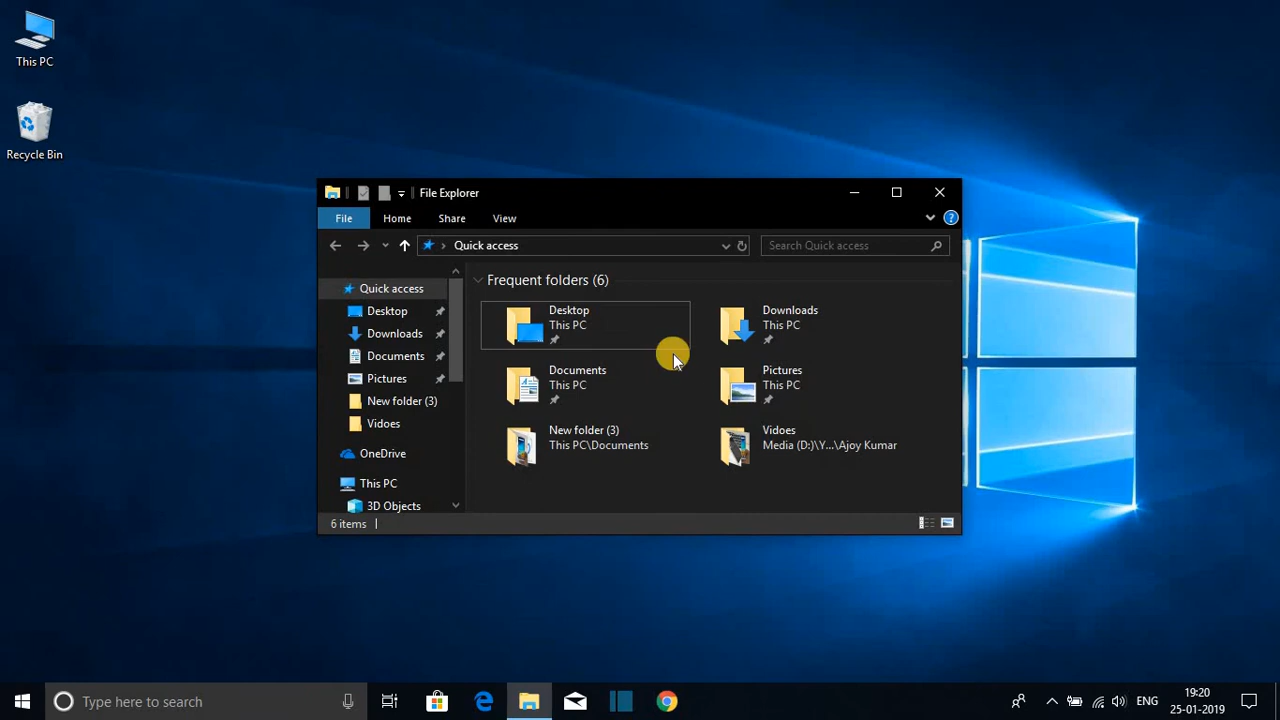 This PC
Recycle Bin
File Explorer
File Home Share View
Quick access
Search Quick access
Quick access
Desktop
Downloads
Documents
Pictures
New folder (3)
Vidoes
OneDrive
This PC
3D Objects
Frequent folders (6)
Desktop
This PC
Downloads
This PC
Documents
This PC
Pictures
This PC
New folder (3)
This PC\Documents
Vidoes
Media (D:)\Y...\Ajoy Kumar
6 items
Type here to search
ENG
19:20
25-01-2019